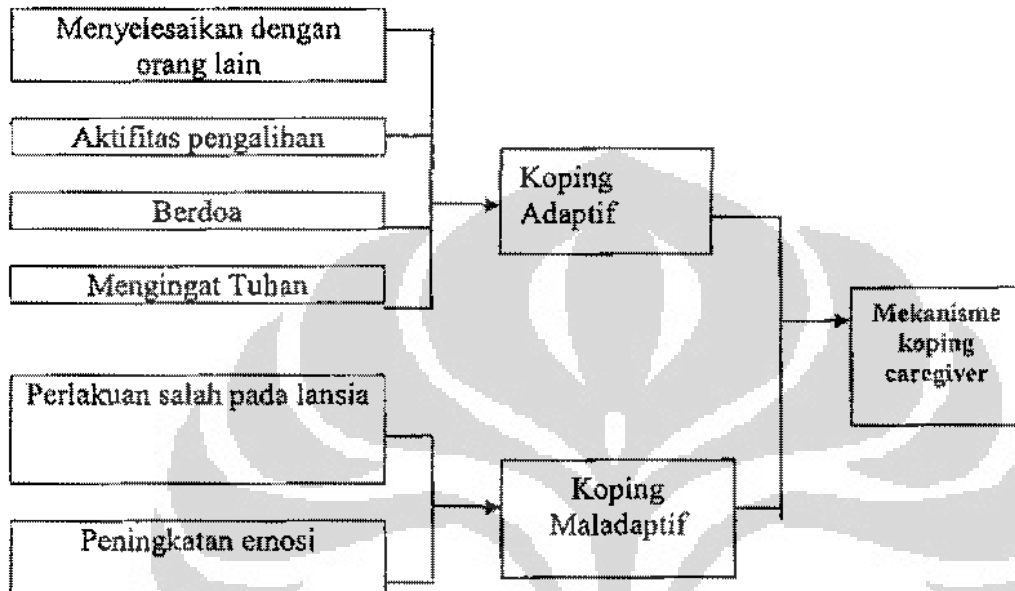 Menyelesaikan dengan
orang lain
Aktifitas pengalihan
Berdoa
Mengingat Tuhan
Perlakuan salah pada lansia
Peningkatan emosi
Koping
Adaptif
Koping
Maladaptif
Mekanisme
koping
caregiver